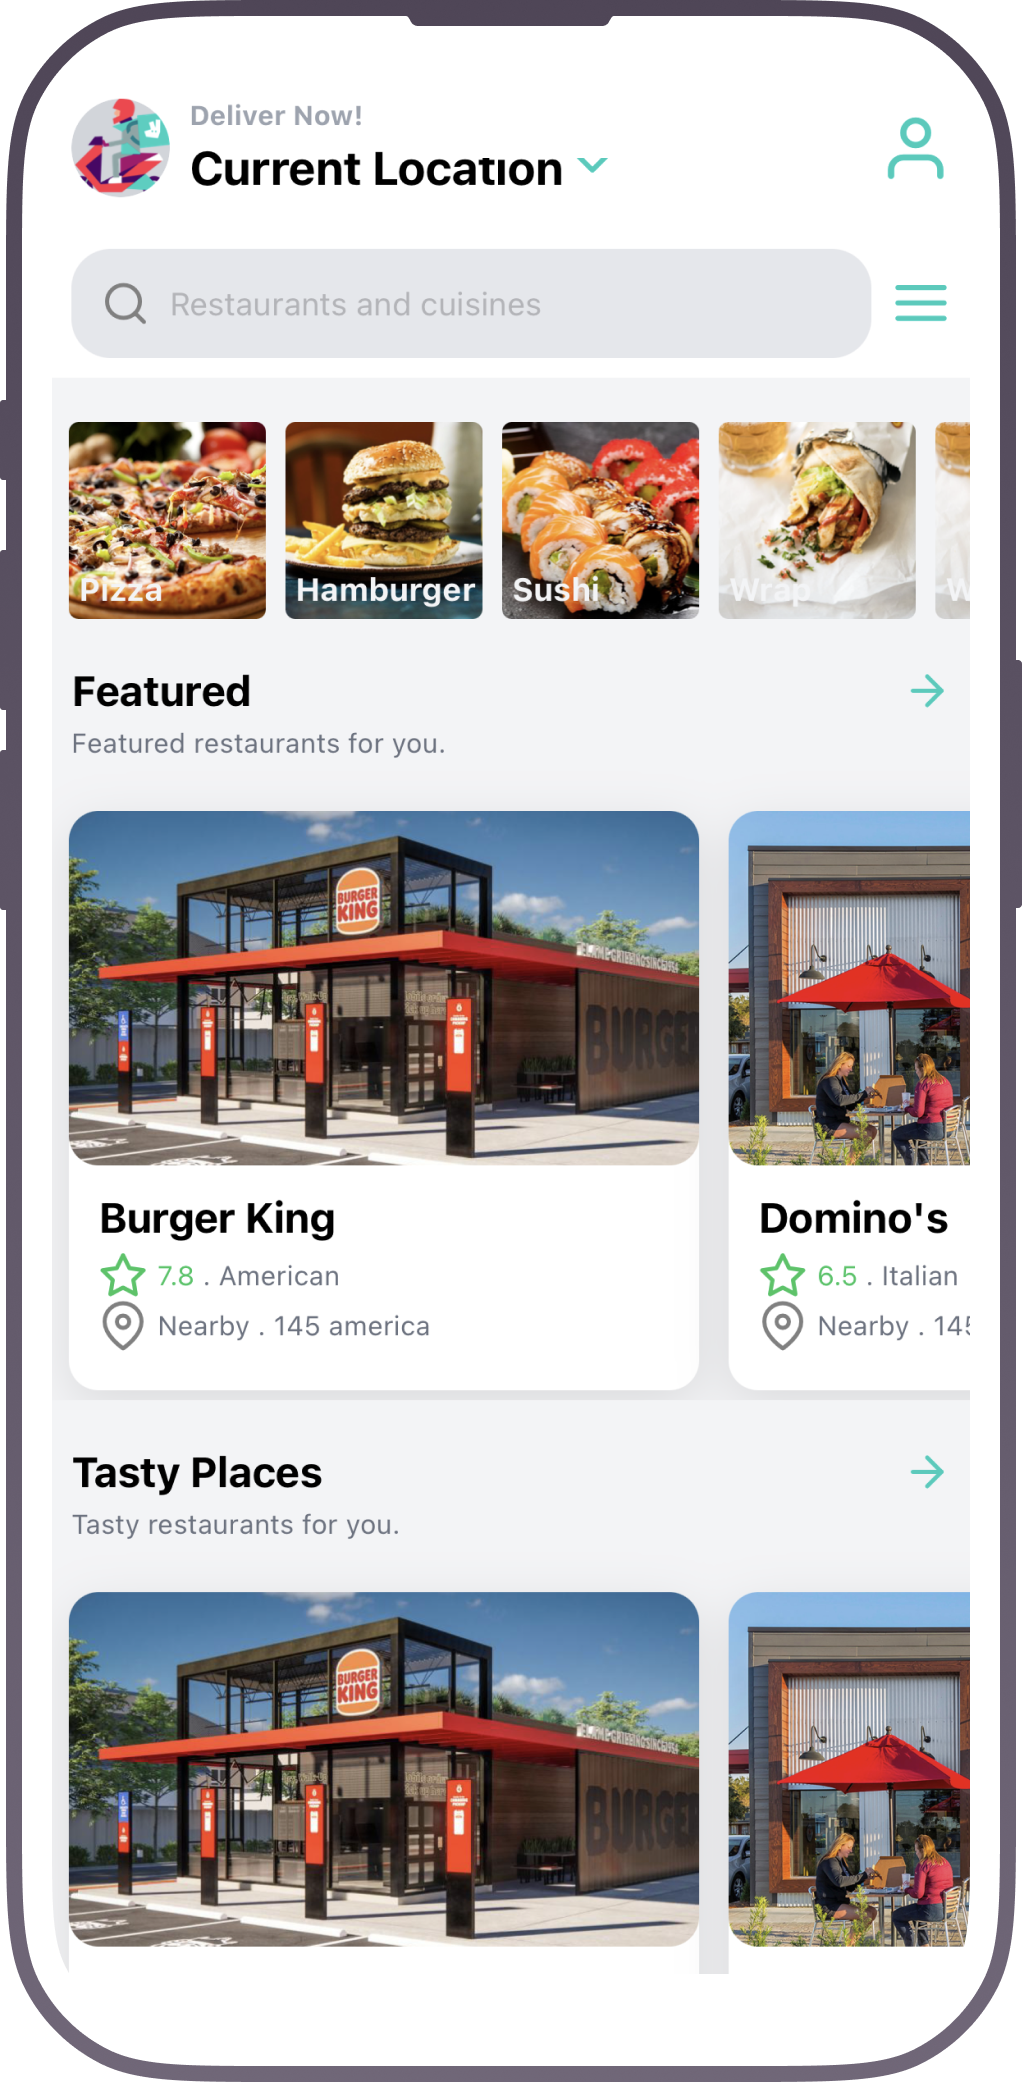 Deliver Now!
Current Location
Restaurants and cuisines
Pizza
Hamburger
Sushi
Wrap
W
Featured
Featured restaurants for you.
BURGER
KING
BURGER
Burger King
7.8 . American
Nearby . 145 america
Domino's
6.5 . Italian
Nearby . 145
Tasty Places
Tasty restaurants for you.
BURGER
KING
BURGER